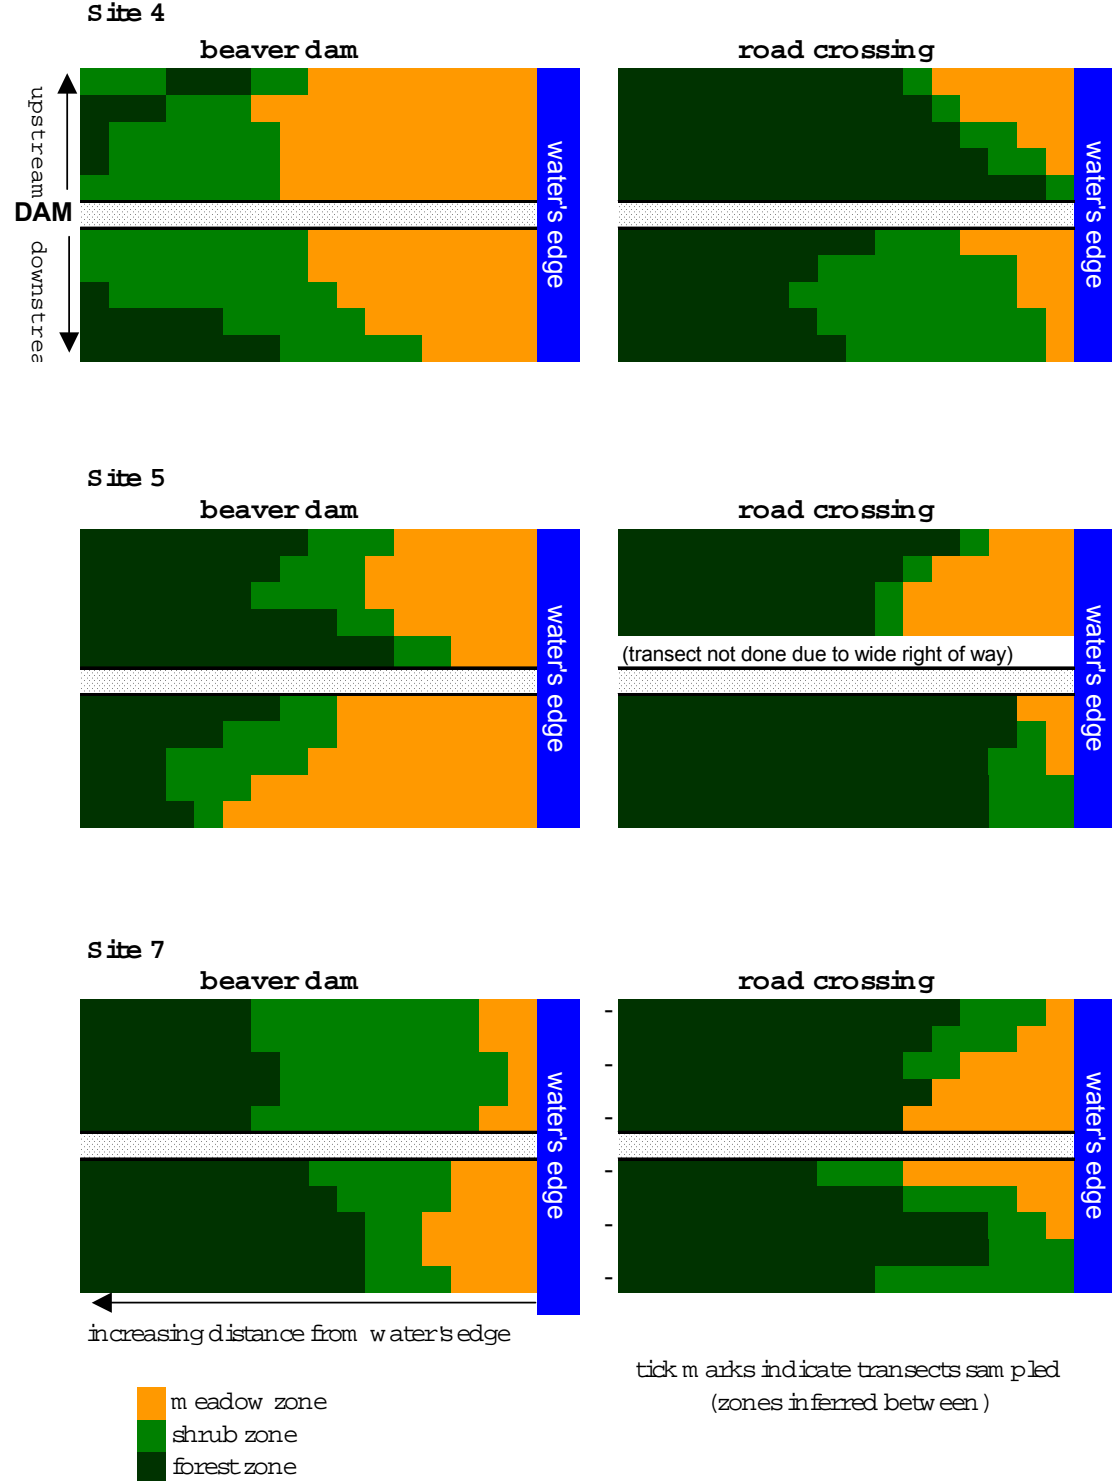 Site 4
beaver dam
road crossing
upstream
DAM
downstrea
water's edge
water's edge
Site 5
beaver dam
road crossing
(transect not done due to wide right of way)
water's edge
water's edge
Site 7
beaver dam
road crossing
water's edge
water's edge
increasing distance from water's edge
tick marks indicate transects sampled
(zones inferred between)
meadow zone
shrub zone
forest zone